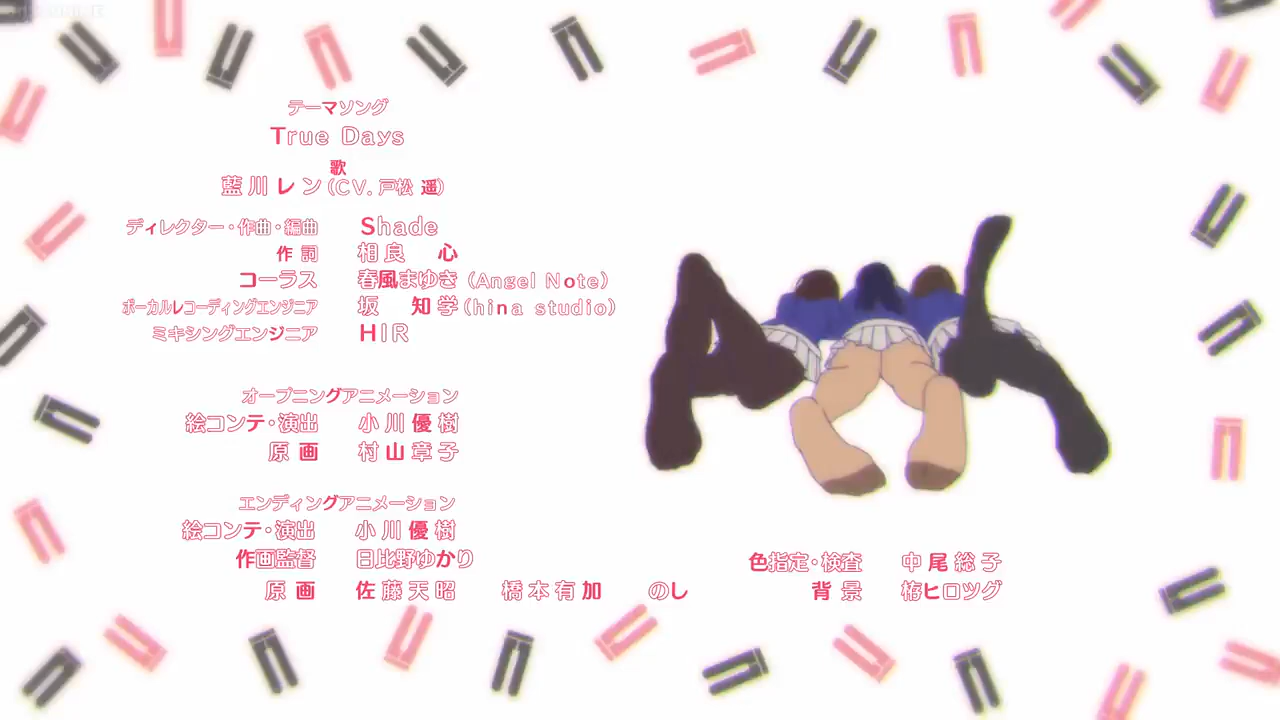 テーマソング
True Days
歌
藍川レン(CV.戸松 遥)
ディレクター・作曲・編曲 Shade
作詞 相良 心
コーラス 春風まゆき(Angel Note)
ボーカルレコーディングエンジニア 坂 知学(hina studio)
ミキシングエンジニア HIR
オープニングアニメーション
絵コンテ・演出 小川優樹
原画 村山章子
エンディングアニメーション
絵コンテ・演出 小川優樹
作画監督 日比野ゆかり
原画 佐藤天昭 橋本有加 のし
色指定・検査 中尾総子
背景 栫ヒロツグ